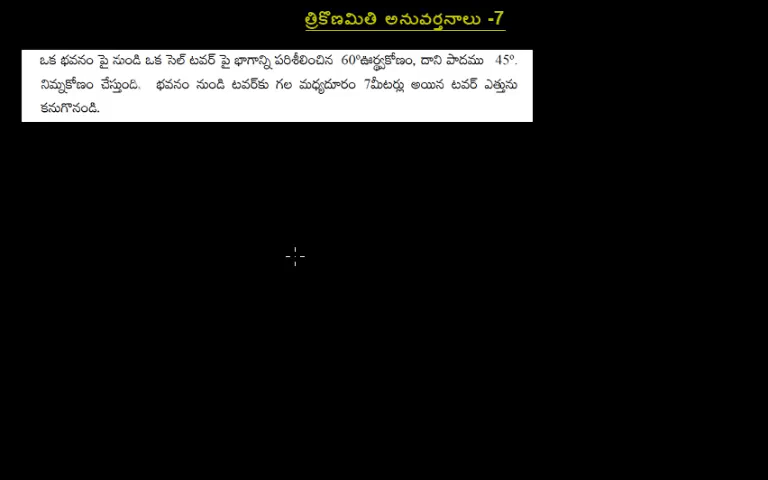 త్రికొణమితి అనువర్తనాలు -7
ఒక భవనం పై నుండి ఒక సెల్ టవర్ పై భాగాన్ని పరిశీలించిన 60°ఊర్ధ్వకోణం, దాని పాదము 45°.
నిమ్నకోణం చేస్తుంది. భవనం నుండి టవర్‌కు గల మధ్యదూరం 7మీటర్లు అయిన టవర్ ఎత్తును
కనుగొనండి.